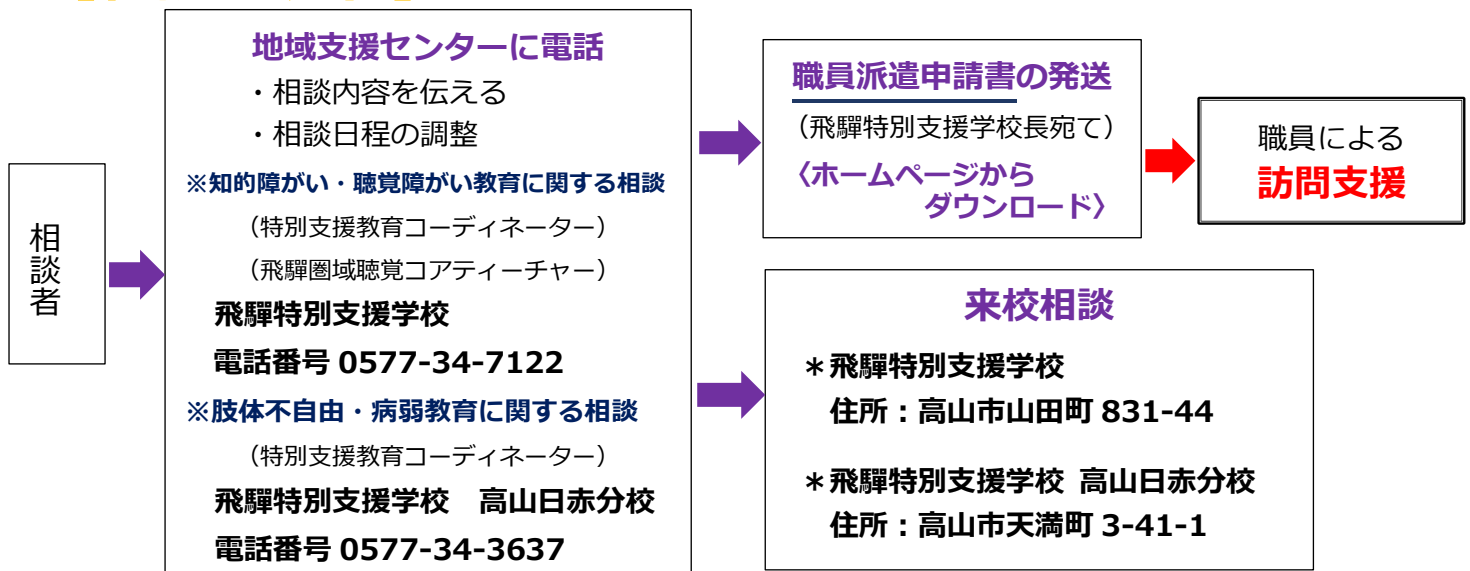 相談者
地域支援センターに電話
・相談内容を伝える
・相談日程の調整
※知的障がい・聴覚障がい教育に関する相談
（特別支援教育コーディネーター）
（飛驒圏域聴覚コアティーチャー）
飛驒特別支援学校
電話番号 0577-34-7122
※肢体不自由・病弱教育に関する相談
（特別支援教育コーディネーター）
飛驒特別支援学校　高山日赤分校
電話番号 0577-34-3637
職員派遣申請書の発送
（飛驒特別支援学校長宛て）
〈ホームページから
ダウンロード〉
職員による
訪問支援
来校相談
＊飛驒特別支援学校
住所：高山市山田町 831-44
＊飛驒特別支援学校 高山日赤分校
住所：高山市天満町 3-41-1